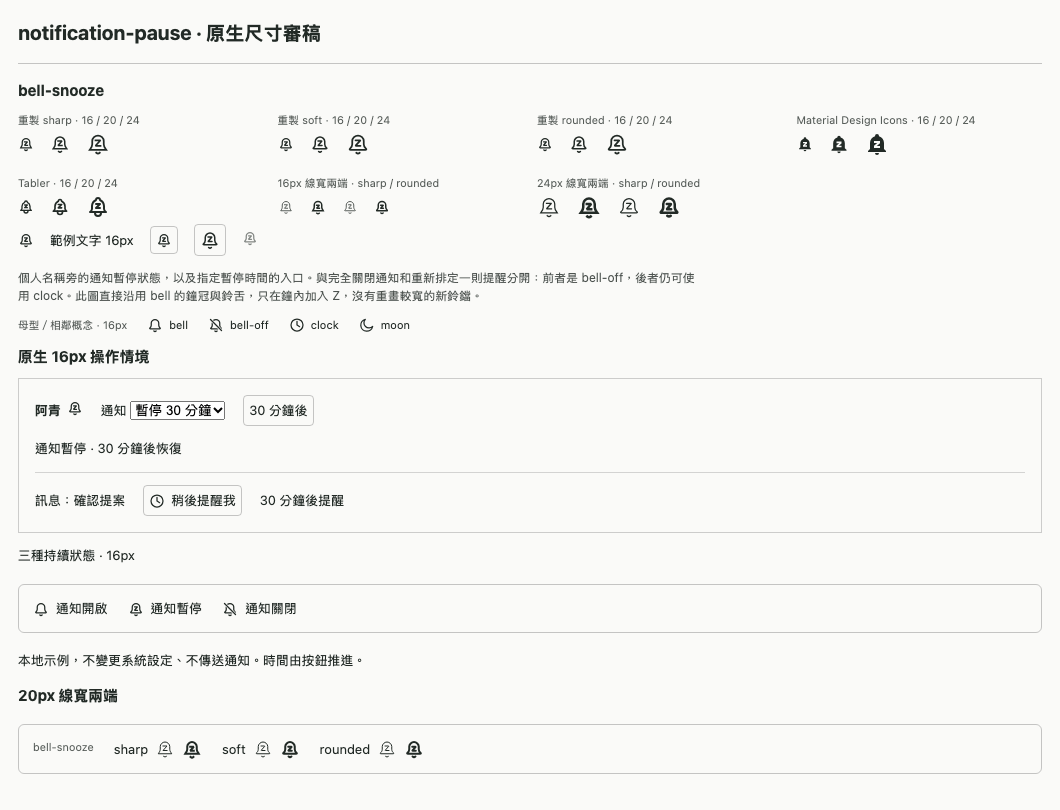 notification-pause · 原生尺寸審稿
bell-snooze
重製 sharp · 16 / 20 / 24
重製 soft · 16 / 20 / 24
重製 rounded · 16 / 20 / 24
Material Design Icons · 16 / 20 / 24
Tabler · 16 / 20 / 24
16px 線寬兩端 · sharp / rounded
24px 線寬兩端 · sharp / rounded
範例文字 16px
個人名稱旁的通知暫停狀態，以及指定暫停時間的入口。與完全關閉通知和重新排定一則提醒分開：前者是 bell-off，後者仍可使
用 clock。此圖直接沿用 bell 的鐘冠與鈴舌，只在鐘內加入 Z，沒有重畫較寬的新鈴鐺。
母型 / 相鄰概念 · 16px bell bell-off clock moon
原生 16px 操作情境
阿青 通知 暫停 30 分鐘 30 分鐘後
通知暫停 · 30 分鐘後恢復
訊息：確認提案 稍後提醒我 30 分鐘後提醒
三種持續狀態 · 16px
通知開啟 通知暫停 通知關閉
本地示例，不變更系統設定、不傳送通知。時間由按鈕推進。
20px 線寬兩端
bell-snooze sharp soft rounded